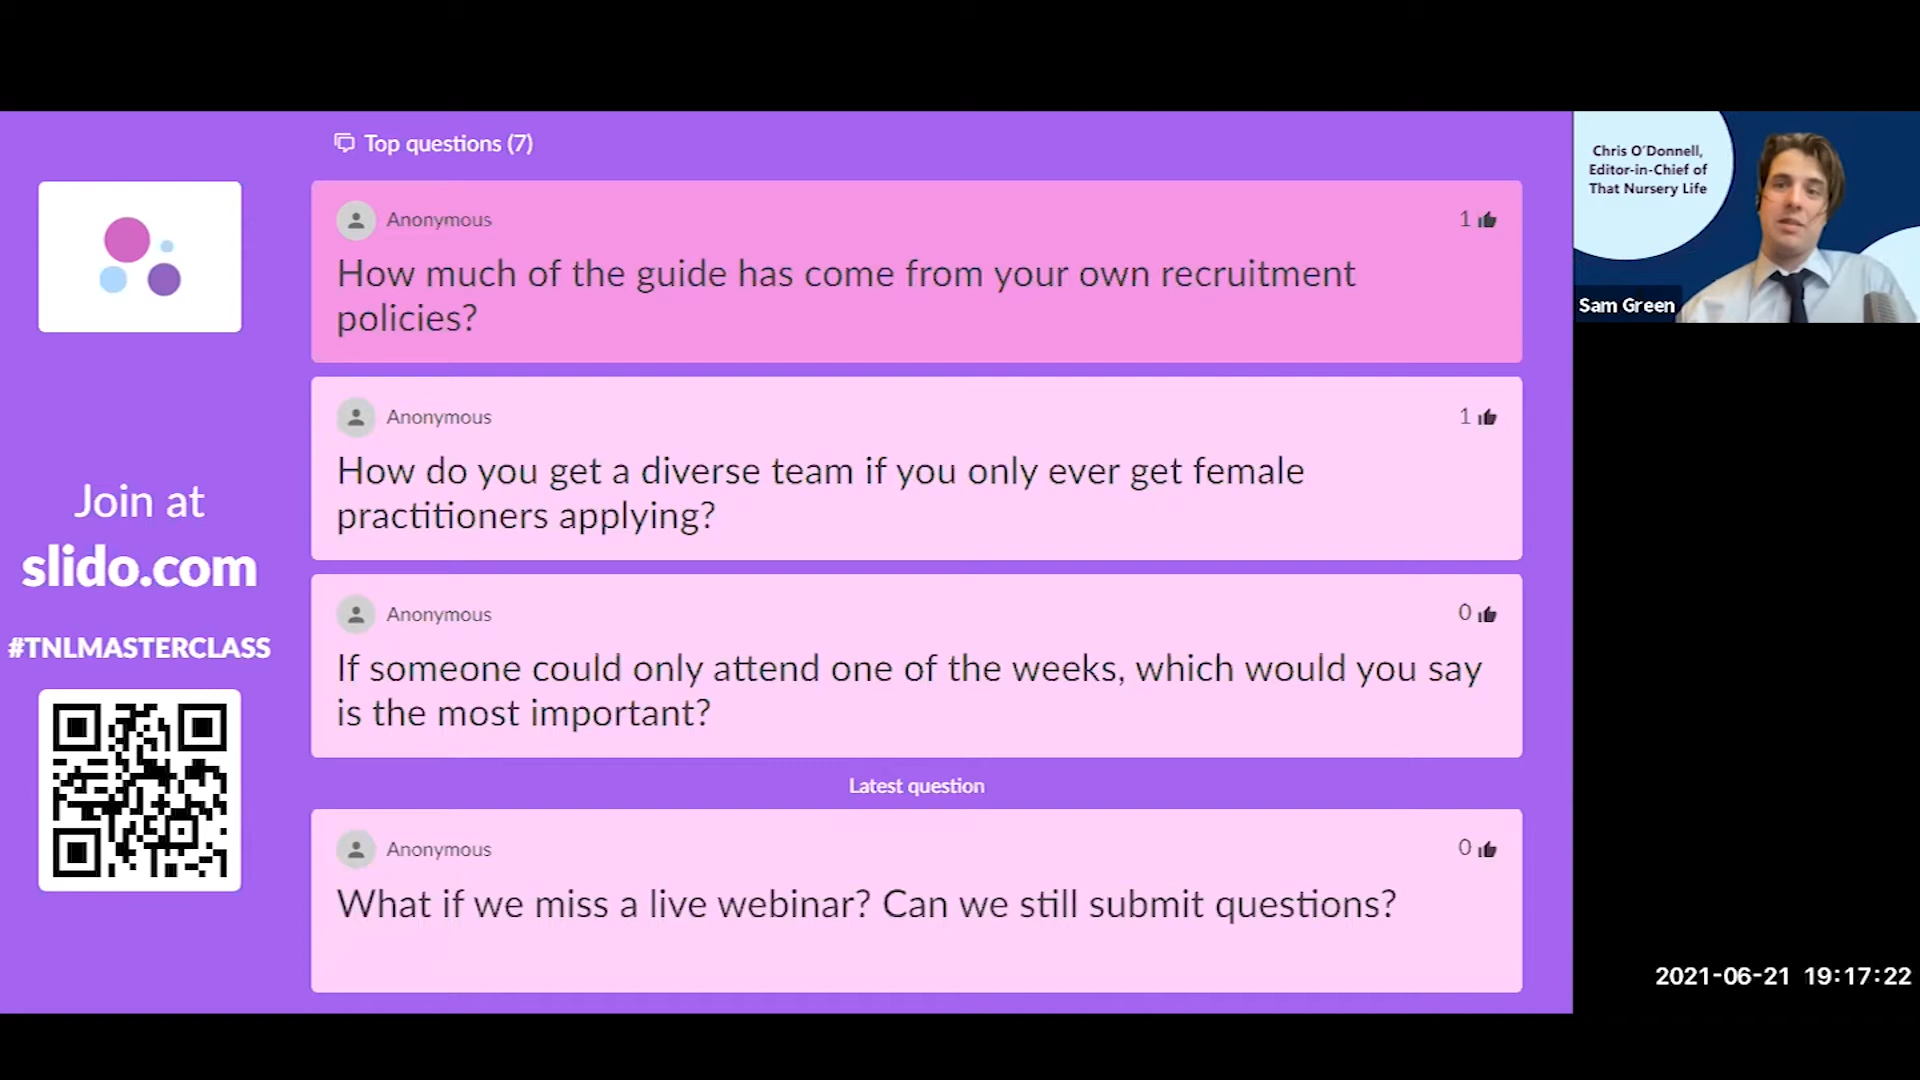 Top questions (7)
Anonymous
1
How much of the guide has come from your own recruitment
policies?
Anonymous
1
How do you get a diverse team if you only ever get female
practitioners applying?
Anonymous
0
If someone could only attend one of the weeks, which would you say
is the most important?
Latest question
Anonymous
0
What if we miss a live webinar? Can we still submit questions?
Join at
slido.com
#TNLMASTERCLASS
Chris O'Donnell,
Editor-in-Chief of
That Nursery Life
Sam Green
2021-06-21 19:17:22